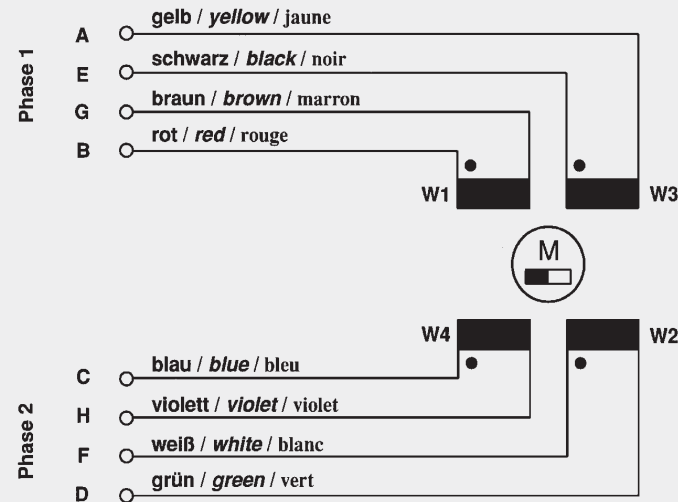 Phase 1
A gelb / yellow / jaune
E schwarz / black / noir
G braun / brown / marron
B rot / red / rouge
W1 W3
M
W4 W2
Phase 2
C blau / blue / bleu
H violett / violet / violet
F weiß / white / blanc
D grün / green / vert